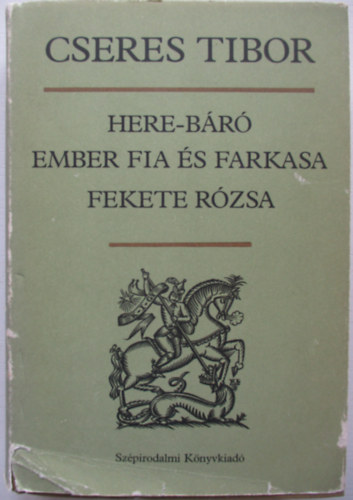 CSERES TIBOR
HERE-BÁRÓ
EMBER FIA ÉS FARKASA
FEKETE RÓZSA
Szépirodalmi Könyvkiadó